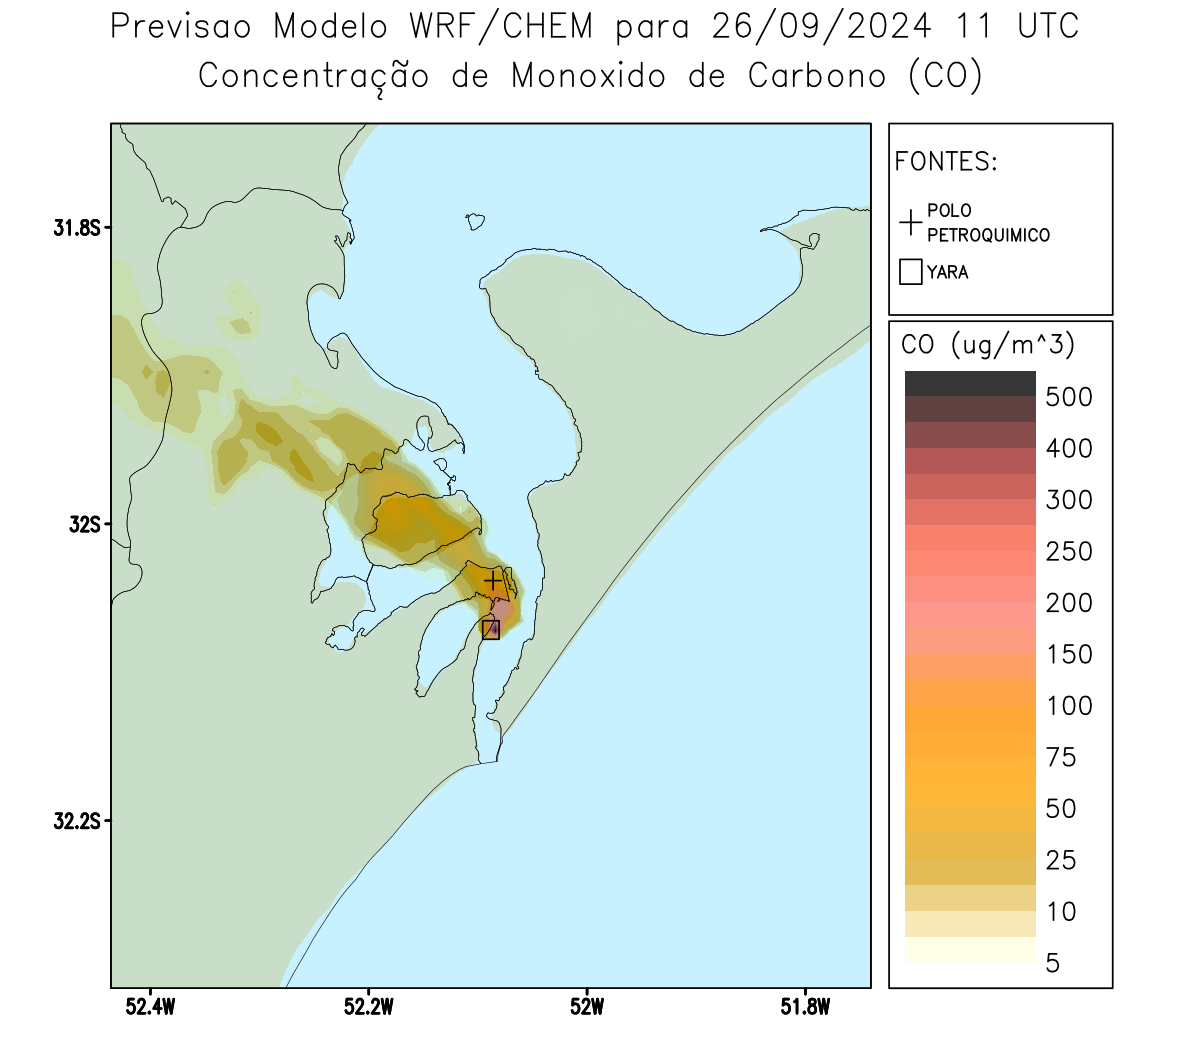 Previsao Modelo WRF/CHEM para 26/09/2024 11 UTC
Concentração de Monoxido de Carbono (CO)
FONTES:
POLO
PETROQUIMICO
YARA
CO (ug/m^3)
500
400
300
250
200
150
100
75
50
25
10
5
31.8S
32S
32.2S
52.4W
52.2W
52W
51.8W